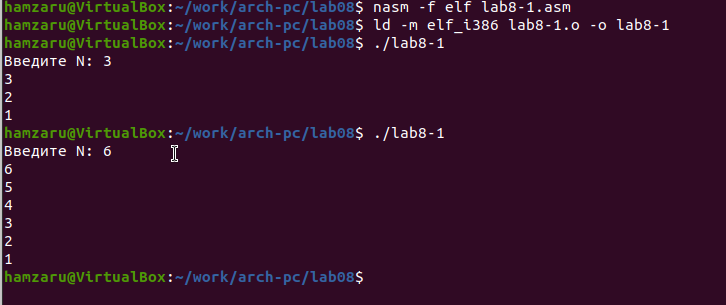 hamzaru@VirtualBox:~/work/arch-pc/lab08$ nasm -f elf lab8-1.asm
hamzaru@VirtualBox:~/work/arch-pc/lab08$ ld -m elf_i386 lab8-1.o -o lab8-1
hamzaru@VirtualBox:~/work/arch-pc/lab08$ ./lab8-1
Введите N: 3
3
2
1
hamzaru@VirtualBox:~/work/arch-pc/lab08$ ./lab8-1
Введите N: 6
6
5
4
3
2
1
hamzaru@VirtualBox:~/work/arch-pc/lab08$